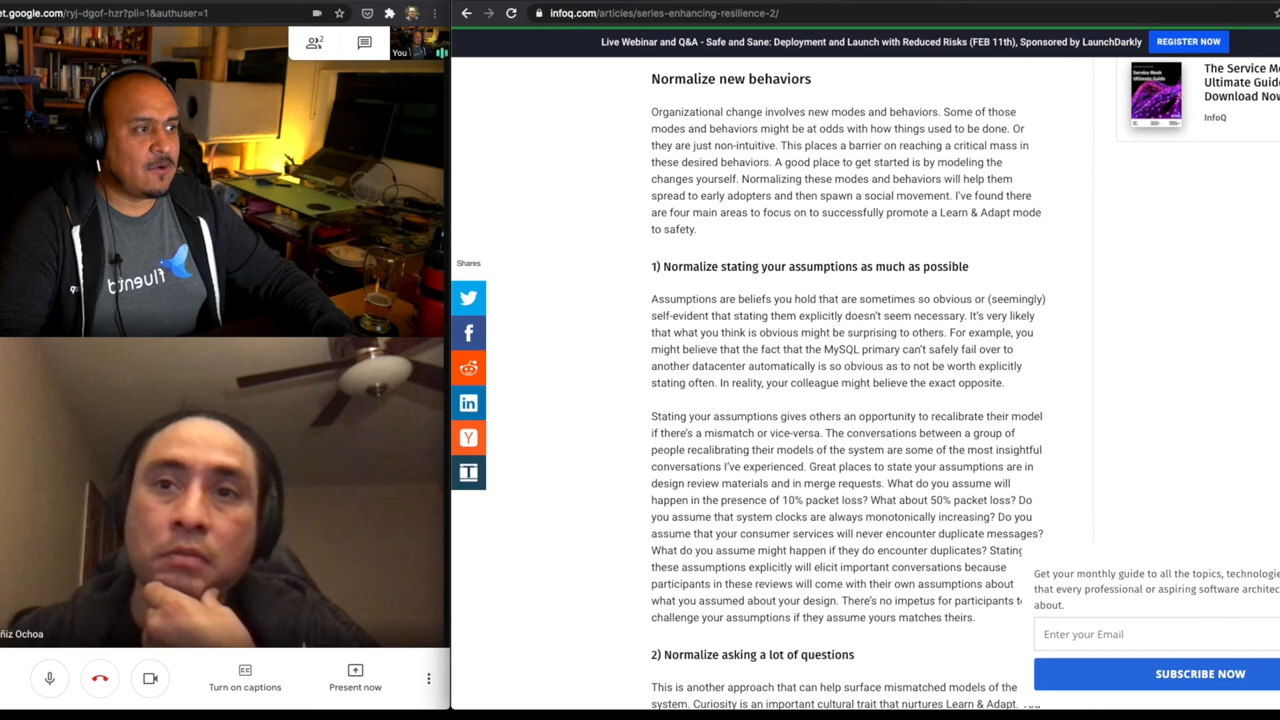 et.google.com/ryj-dgof-hzr?pli=1&authuser=1
2
You
fluentd
ñiz Ochoa
Turn on captions
Present now
infoq.com/articles/series-enhancing-resilience-2/
Live Webinar and Q&A - Safe and Sane: Deployment and Launch with Reduced Risks (FEB 11th), Sponsored by LaunchDarkly
REGISTER NOW
Normalize new behaviors
Organizational change involves new modes and behaviors. Some of those
modes and behaviors might be at odds with how things used to be done. Or
they are just non-intuitive. This places a barrier on reaching a critical mass in
these desired behaviors. A good place to get started is by modeling the
changes yourself. Normalizing these modes and behaviors will help them
spread to early adopters and then spawn a social movement. I've found there
are four main areas to focus on to successfully promote a Learn & Adapt mode
to safety.
Shares
1) Normalize stating your assumptions as much as possible
Assumptions are beliefs you hold that are sometimes so obvious or (seemingly)
self-evident that stating them explicitly doesn't seem necessary. It's very likely
that what you think is obvious might be surprising to others. For example, you
might believe that the fact that the MySQL primary can't safely fail over to
another datacenter automatically is so obvious as to not be worth explicitly
stating often. In reality, your colleague might believe the exact opposite.
Stating your assumptions gives others an opportunity to recalibrate their model
if there's a mismatch or vice-versa. The conversations between a group of
people recalibrating their models of the system are some of the most insightful
conversations I've experienced. Great places to state your assumptions are in
design review materials and in merge requests. What do you assume will
happen in the presence of 10% packet loss? What about 50% packet loss? Do
you assume that system clocks are always monotonically increasing? Do you
assume that your consumer services will never encounter duplicate messages?
What do you assume might happen if they do encounter duplicates? Stating
these assumptions explicitly will elicit important conversations because
participants in these reviews will come with their own assumptions about
what you assumed about your design. There's no impetus for participants t
challenge your assumptions if they assume yours matches theirs.
2) Normalize asking a lot of questions
This is another approach that can help surface mismatched models of the
system. Curiosity is an important cultural trait that nurtures Learn & Adapt. You
The Service Me
Ultimate Guid
Download Now
InfoQ
Service Mesh
Ultimate Guide
Get your monthly guide to all the topics, technologie
that every professional or aspiring software architec
about.
Enter your Email
SUBSCRIBE NOW